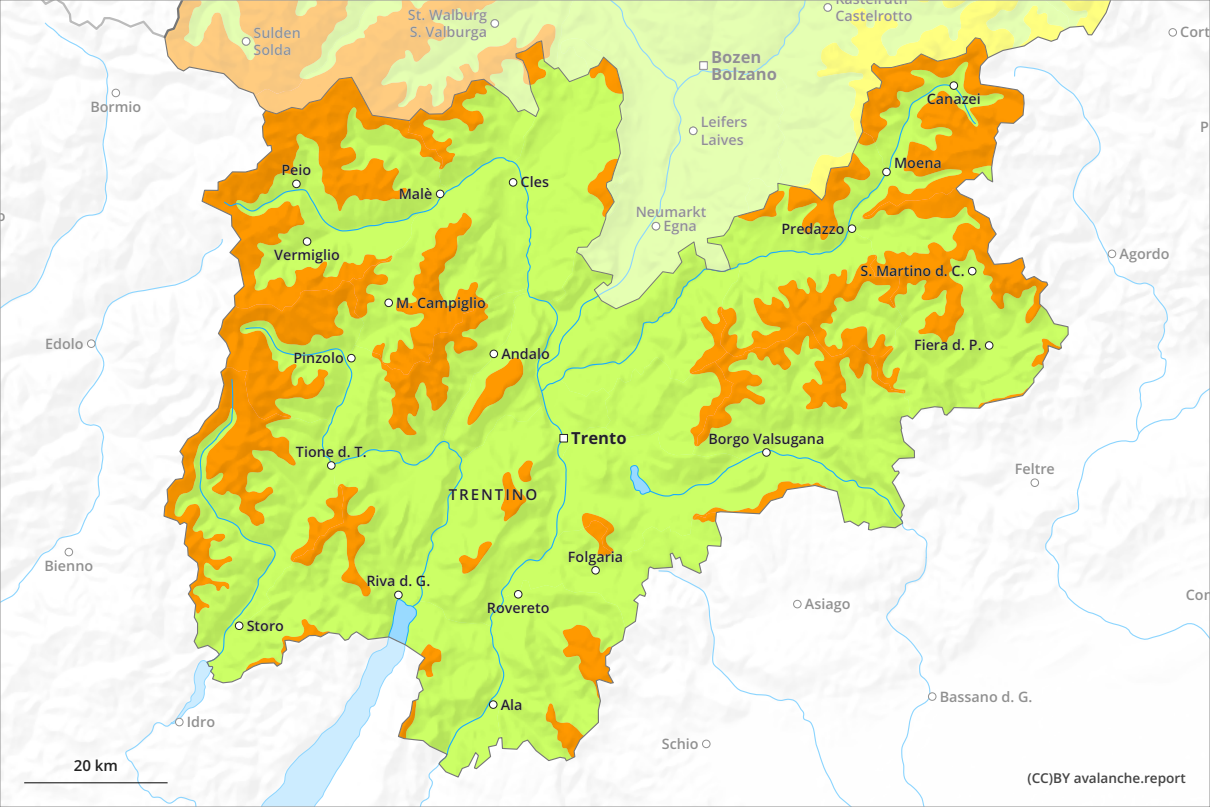 Kastelruth
Castelrotto
St. Walburg
S. Valburga
Sulden
Solda
Cort
Bozen
Bolzano
Bormio
Canazei
Leifers
Laives
P
Moena
Peio
Malè
Cles
Neumarkt
Egna
Predazzo
Vermiglio
Agordo
S. Martino d. C.
M. Campiglio
Edolo
Pinzolo
Andalo
Fiera d. P.
Trento
Borgo Valsugana
Tione d. T.
Feltre
TRENTINO
Bienno
Folgaria
Riva d. G.
Cor
Rovereto
Asiago
Storo
Bassano d. G.
Ala
Idro
Schio
20 km
(CC)BY avalanche.report